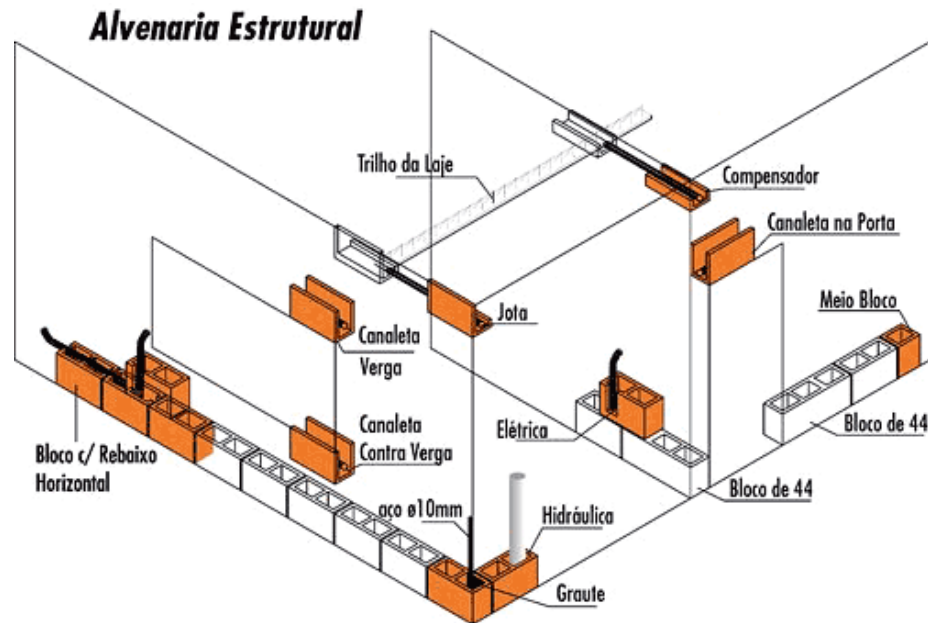 Alvenaria Estrutural
Trilho da Laje
Compensador
Canaleta na Porta
Meio Bloco
Jota
Canaleta
Verga
Canaleta
Contra Verga
Elétrica
Bloco de 44
Bloco c/ Rebaixo
Horizontal
Bloco de 44
aço ø10mm
Hidráulica
Graute